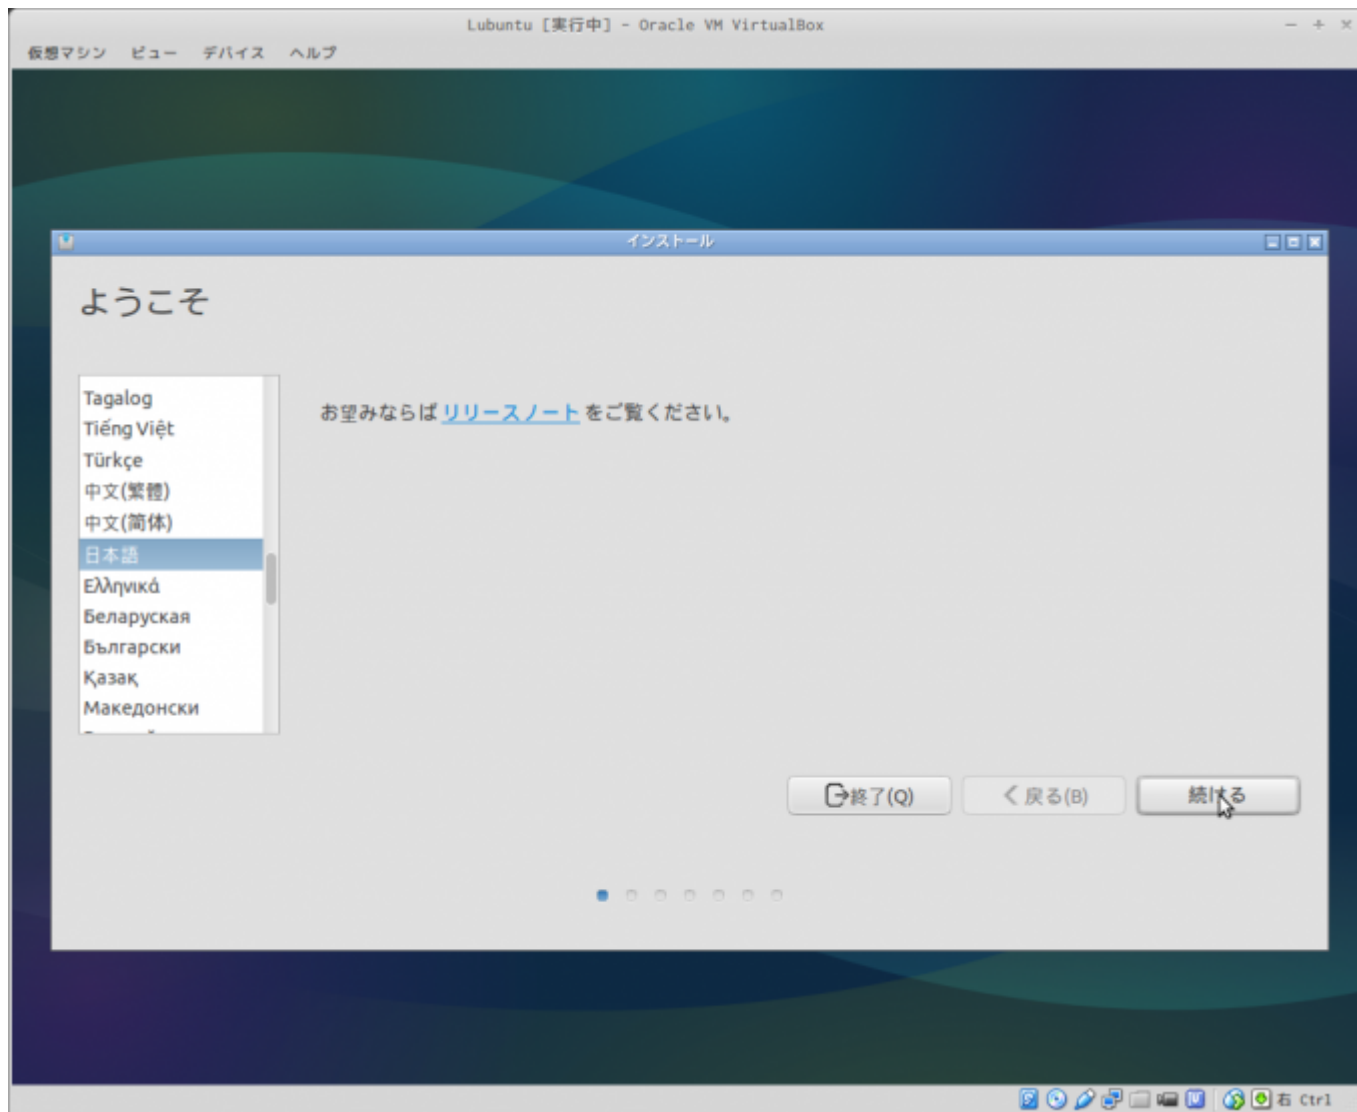 Lubuntu [実行中] - Oracle VM VirtualBox
仮想マシン ビュー デバイス ヘルプ
インストール
ようこそ
Tagalog
Tiếng Việt
Türkçe
中文(繁體)
中文(简体)
日本語
Ελληνικά
Беларуская
Български
Қазақ
Македонски
お望みならば リリースノート をご覧ください。
終了(Q) 戻る(B) 続ける
右 Ctrl